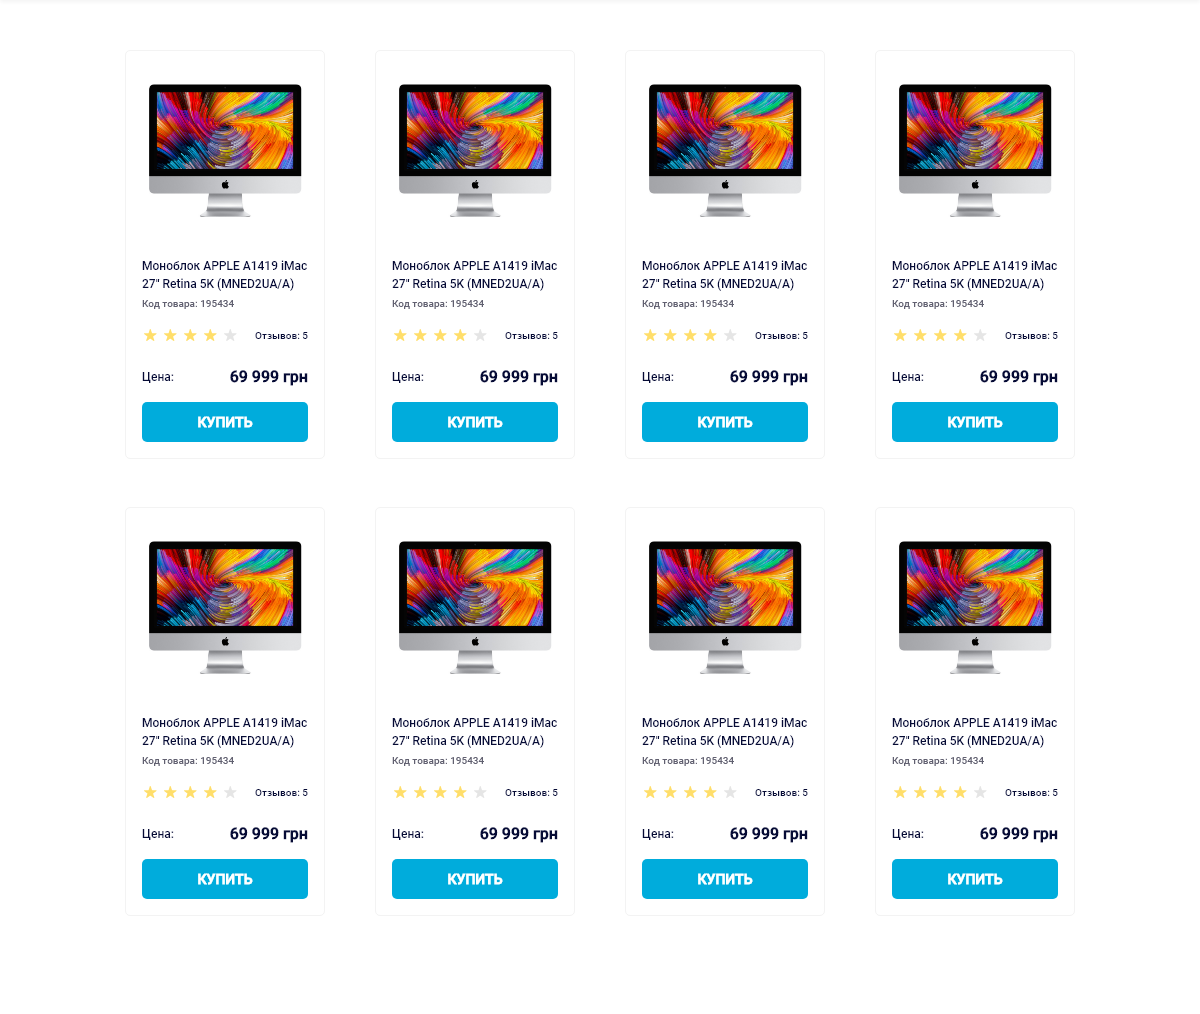 Моноблок APPLE A1419 iMac
27" Retina 5K (MNED2UA/A)
Код товара: 195434
Отзывов: 5
Цена: 69 999 грн
КУПИТЬ
Моноблок APPLE A1419 iMac
27" Retina 5K (MNED2UA/A)
Код товара: 195434
Отзывов: 5
Цена: 69 999 грн
КУПИТЬ
Моноблок APPLE A1419 iMac
27" Retina 5K (MNED2UA/A)
Код товара: 195434
Отзывов: 5
Цена: 69 999 грн
КУПИТЬ
Моноблок APPLE A1419 iMac
27" Retina 5K (MNED2UA/A)
Код товара: 195434
Отзывов: 5
Цена: 69 999 грн
КУПИТЬ
Моноблок APPLE A1419 iMac
27" Retina 5K (MNED2UA/A)
Код товара: 195434
Отзывов: 5
Цена: 69 999 грн
КУПИТЬ
Моноблок APPLE A1419 iMac
27" Retina 5K (MNED2UA/A)
Код товара: 195434
Отзывов: 5
Цена: 69 999 грн
КУПИТЬ
Моноблок APPLE A1419 iMac
27" Retina 5K (MNED2UA/A)
Код товара: 195434
Отзывов: 5
Цена: 69 999 грн
КУПИТЬ
Моноблок APPLE A1419 iMac
27" Retina 5K (MNED2UA/A)
Код товара: 195434
Отзывов: 5
Цена: 69 999 грн
КУПИТЬ